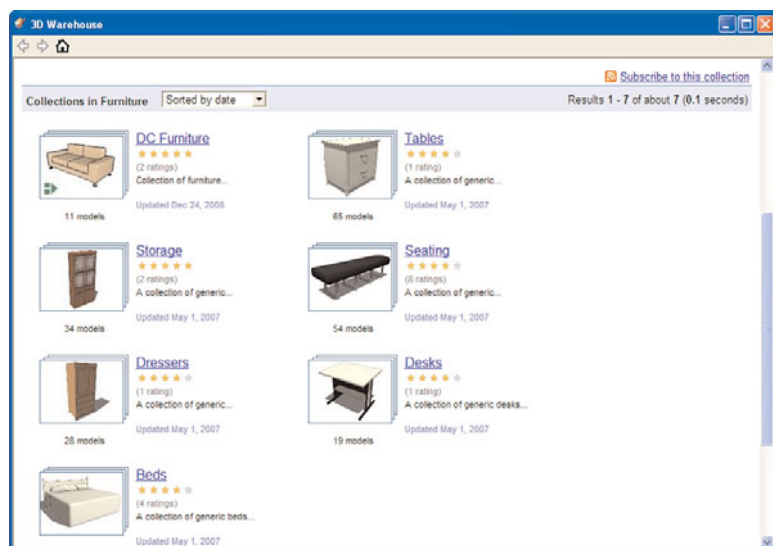 3D Warehouse
Subscribe to this collection
Collections in Furniture Sorted by date Results 1 - 7 of about 7 (0.1 seconds)
DC Furniture
(2 ratings)
Collection of furniture...
Updated Dec 24, 2008
11 models
Tables
(1 rating)
A collection of generic...
Updated May 1, 2007
65 models
Storage
(2 ratings)
A collection of generic...
Updated May 1, 2007
34 models
Seating
(8 ratings)
A collection of generic...
Updated May 1, 2007
54 models
Dressers
(1 rating)
A collection of generic...
Updated May 1, 2007
28 models
Desks
(1 rating)
A collection of generic desks...
Updated May 1, 2007
19 models
Beds
(4 ratings)
A collection of generic beds...
Updated May 1, 2007